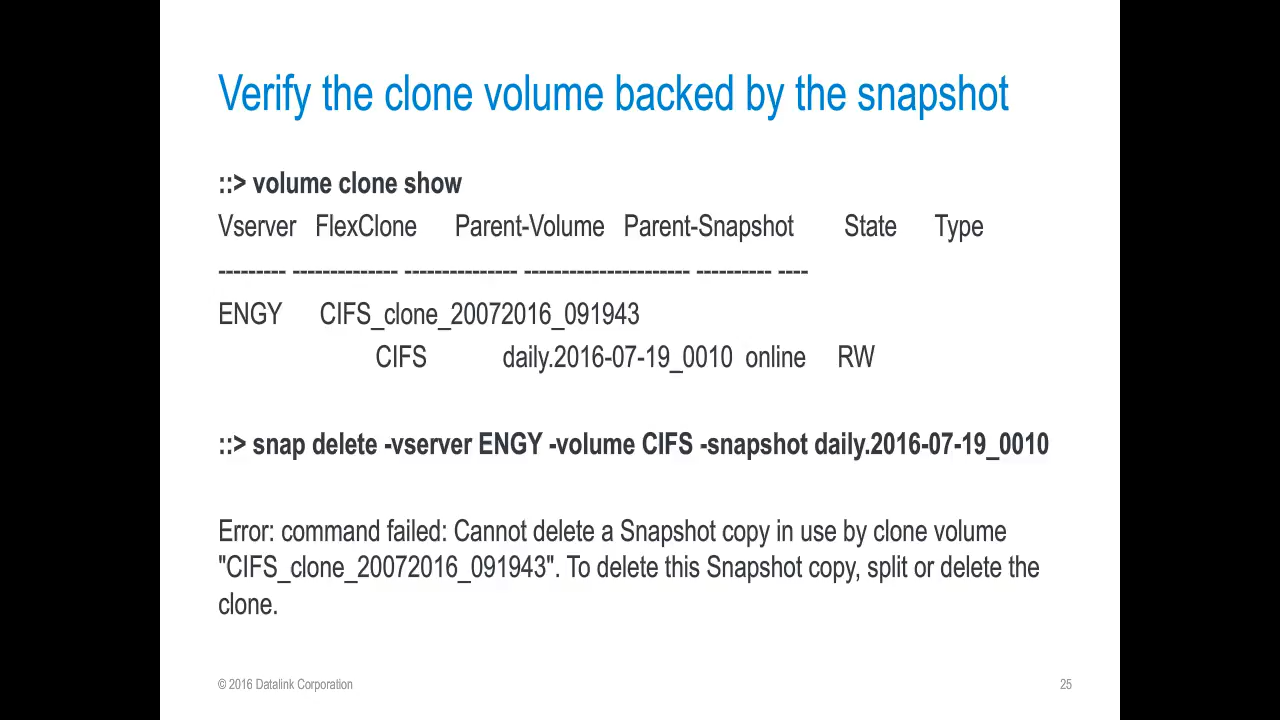 Verify the clone volume backed by the snapshot
::> volume clone show
Vserver FlexClone Parent-Volume Parent-Snapshot State Type
--------- -------------- --------------- ---------------------- ---------- ----
ENGY CIFS_clone_20072016_091943
CIFS daily.2016-07-19_0010 online RW
::> snap delete -vserver ENGY -volume CIFS -snapshot daily.2016-07-19_0010
Error: command failed: Cannot delete a Snapshot copy in use by clone volume
"CIFS_clone_20072016_091943". To delete this Snapshot copy, split or delete the
clone.
© 2016 Datalink Corporation
25